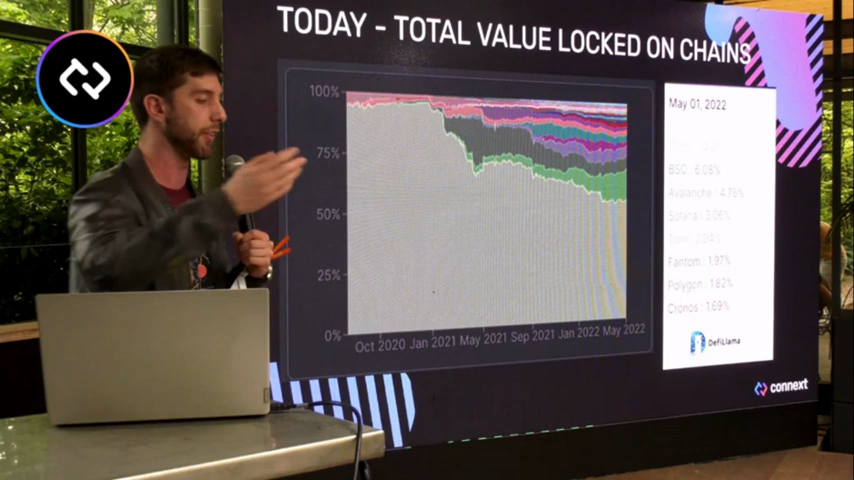 TODAY - TOTAL VALUE LOCKED ON CHAINS
100%
75%
50%
25%
0%
Oct 2020 Jan 2021 May 2021 Sep 2021 Jan 2022 May 2022
May 01, 2022
BSC : 6.08%
Avalanche : 4.76%
Solana : 3.06%
Fantom : 1.97%
Polygon : 1.82%
Cronos : 1.69%
DefiLlama
connext